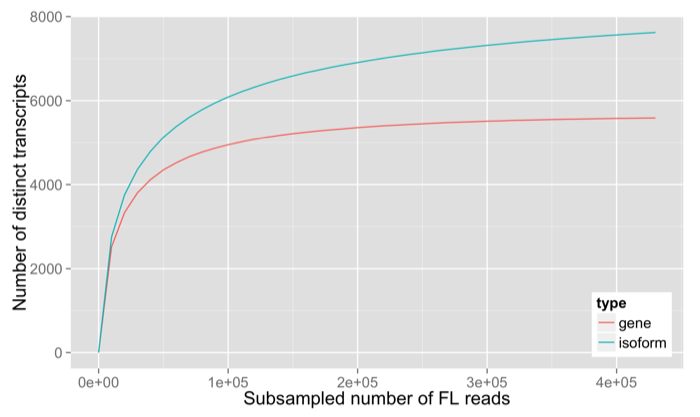 8000
6000
4000
2000
0
Number of distinct transcripts
0e+00 1e+05 2e+05 3e+05 4e+05
Subsampled number of FL reads
type
gene
isoform